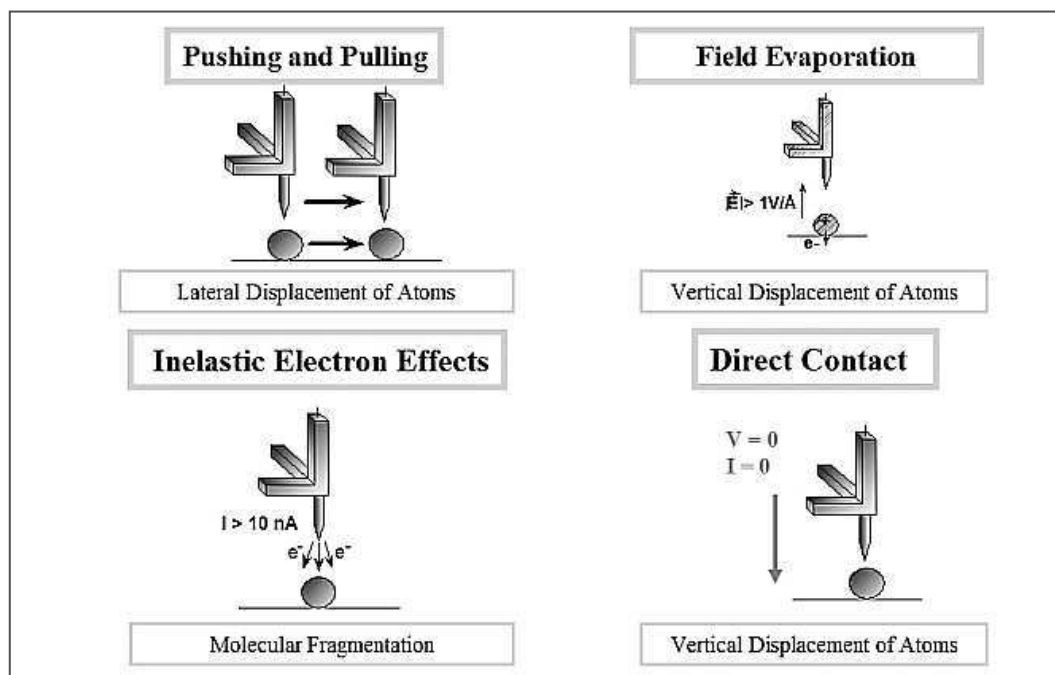 Pushing and Pulling
Lateral Displacement of Atoms
Field Evaporation
|E|> 1V/Å
e-
Vertical Displacement of Atoms
Inelastic Electron Effects
I > 10 nA
e- e-
Molecular Fragmentation
Direct Contact
V = 0
I = 0
Vertical Displacement of Atoms